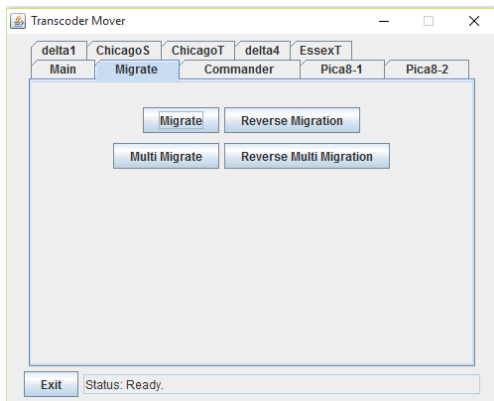 Transcoder Mover
delta1 ChicagoS ChicagoT delta4 EssexT
Main Migrate Commander Pica8-1 Pica8-2
Migrate Reverse Migration
Multi Migrate Reverse Multi Migration
Exit Status: Ready.